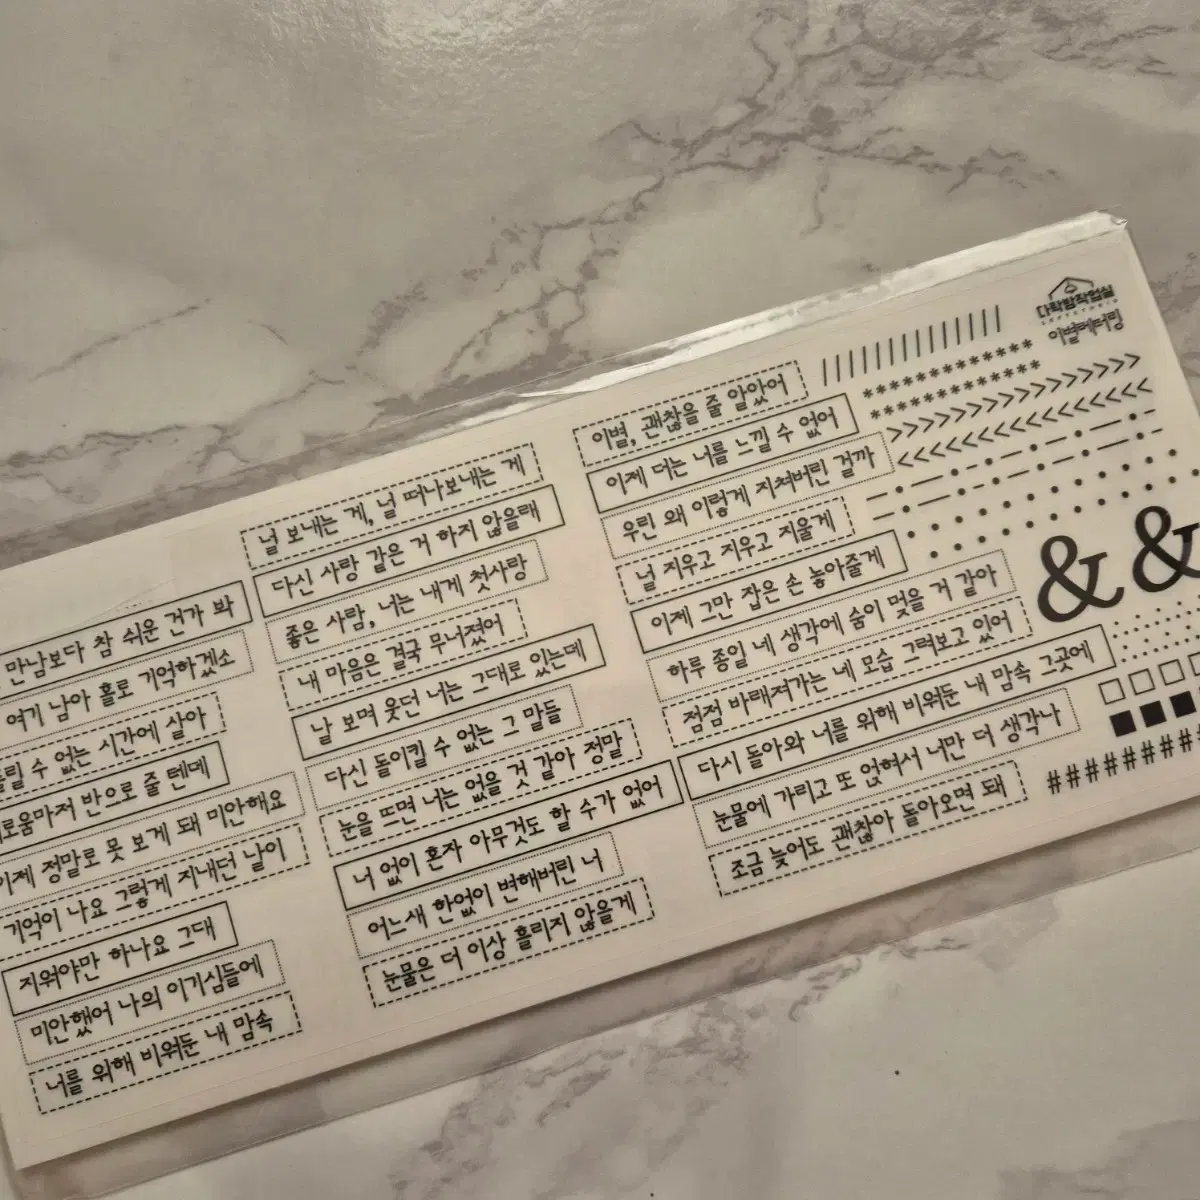 만남보다 참 쉬운 건가 봐
여기 남아 홀로 기억하겠소
수 없는 시간에 살아
반으로 줄 텐데
이제 정말로 못 보게 돼 미안해요
기억이 나요 그렇게 지내던 날이
지워야만 하나요 그대
미안했어 나의 이기심들에
너를 위해 비워둔 내 맘속
널 보내는 게, 널 떠나보내는 게
다신 사랑 같은 거 하지 않을래
좋은 사람, 너는 내게 첫사랑
내 마음은 결국 무너졌어
날 보며 웃던 너는 그대로 있는데
다신 돌이킬 수 없는 그 말들
눈을 뜨면 너는 없을 것 같아 정말
너 없이 혼자 아무것도 할 수가 없어
어느새 한없이 변해버린 너
눈물은 더 이상 흘리지 않을게
이별, 괜찮을 줄 알았어
이제 더는 너를 느낄 수 없어
우린 왜 이렇게 지쳐버린 걸까
널 지우고 지우고 지울게
이제 그만 잡은 손 놓아줄게
하루 종일 네 생각에 숨이 멎을 거 같아
점점 바래져가는 네 모습 그려보고 있어
다시 돌아와 너를 위해 비워둔 내 맘속 그곳에
눈물에 가리고 또 얹혀서 너만 더 생각나
조금 늦어도 괜찮아 돌아오면 돼
다락방작업실
이별레터링
& &
#########